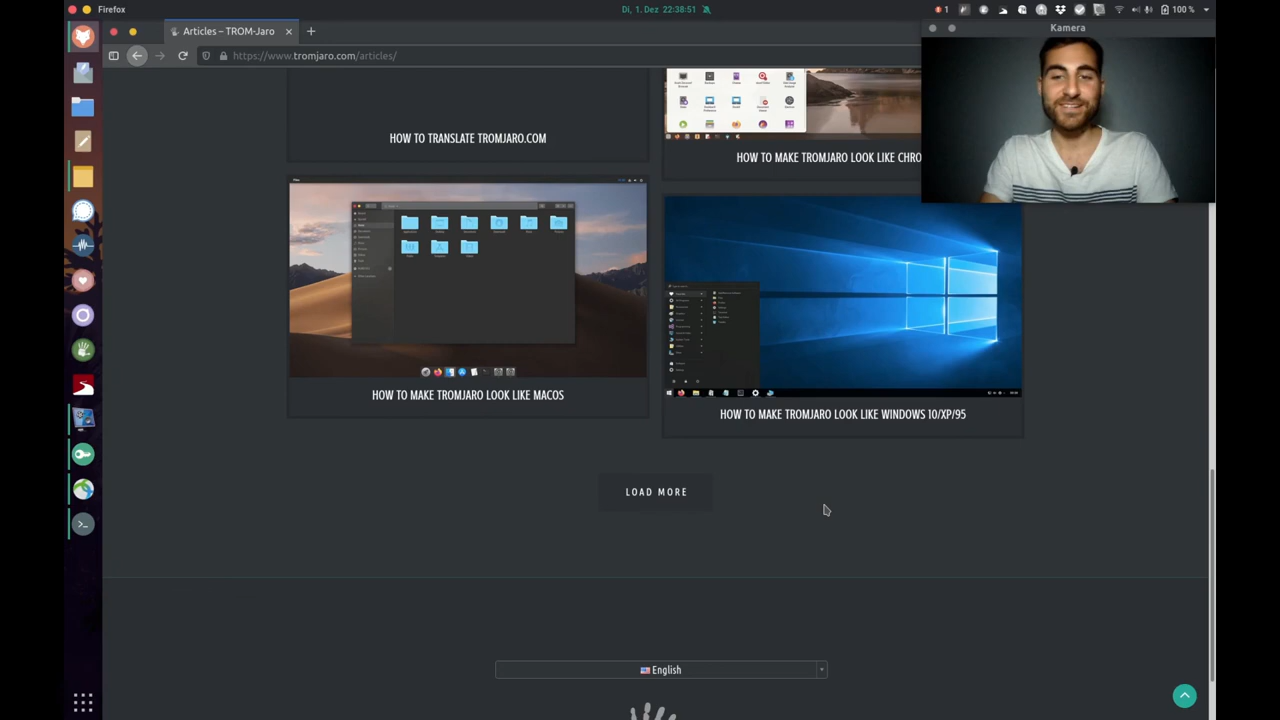 Firefox
Di, 1. Dez 22:38:51
1
100 %
Articles – TROM-Jaro
Kamera
https://www.tromjaro.com/articles/
HOW TO TRANSLATE TROMJARO.COM
HOW TO MAKE TROMJARO LOOK LIKE CHRO
HOW TO MAKE TROMJARO LOOK LIKE MACOS
HOW TO MAKE TROMJARO LOOK LIKE WINDOWS 10/XP/95
LOAD MORE
English